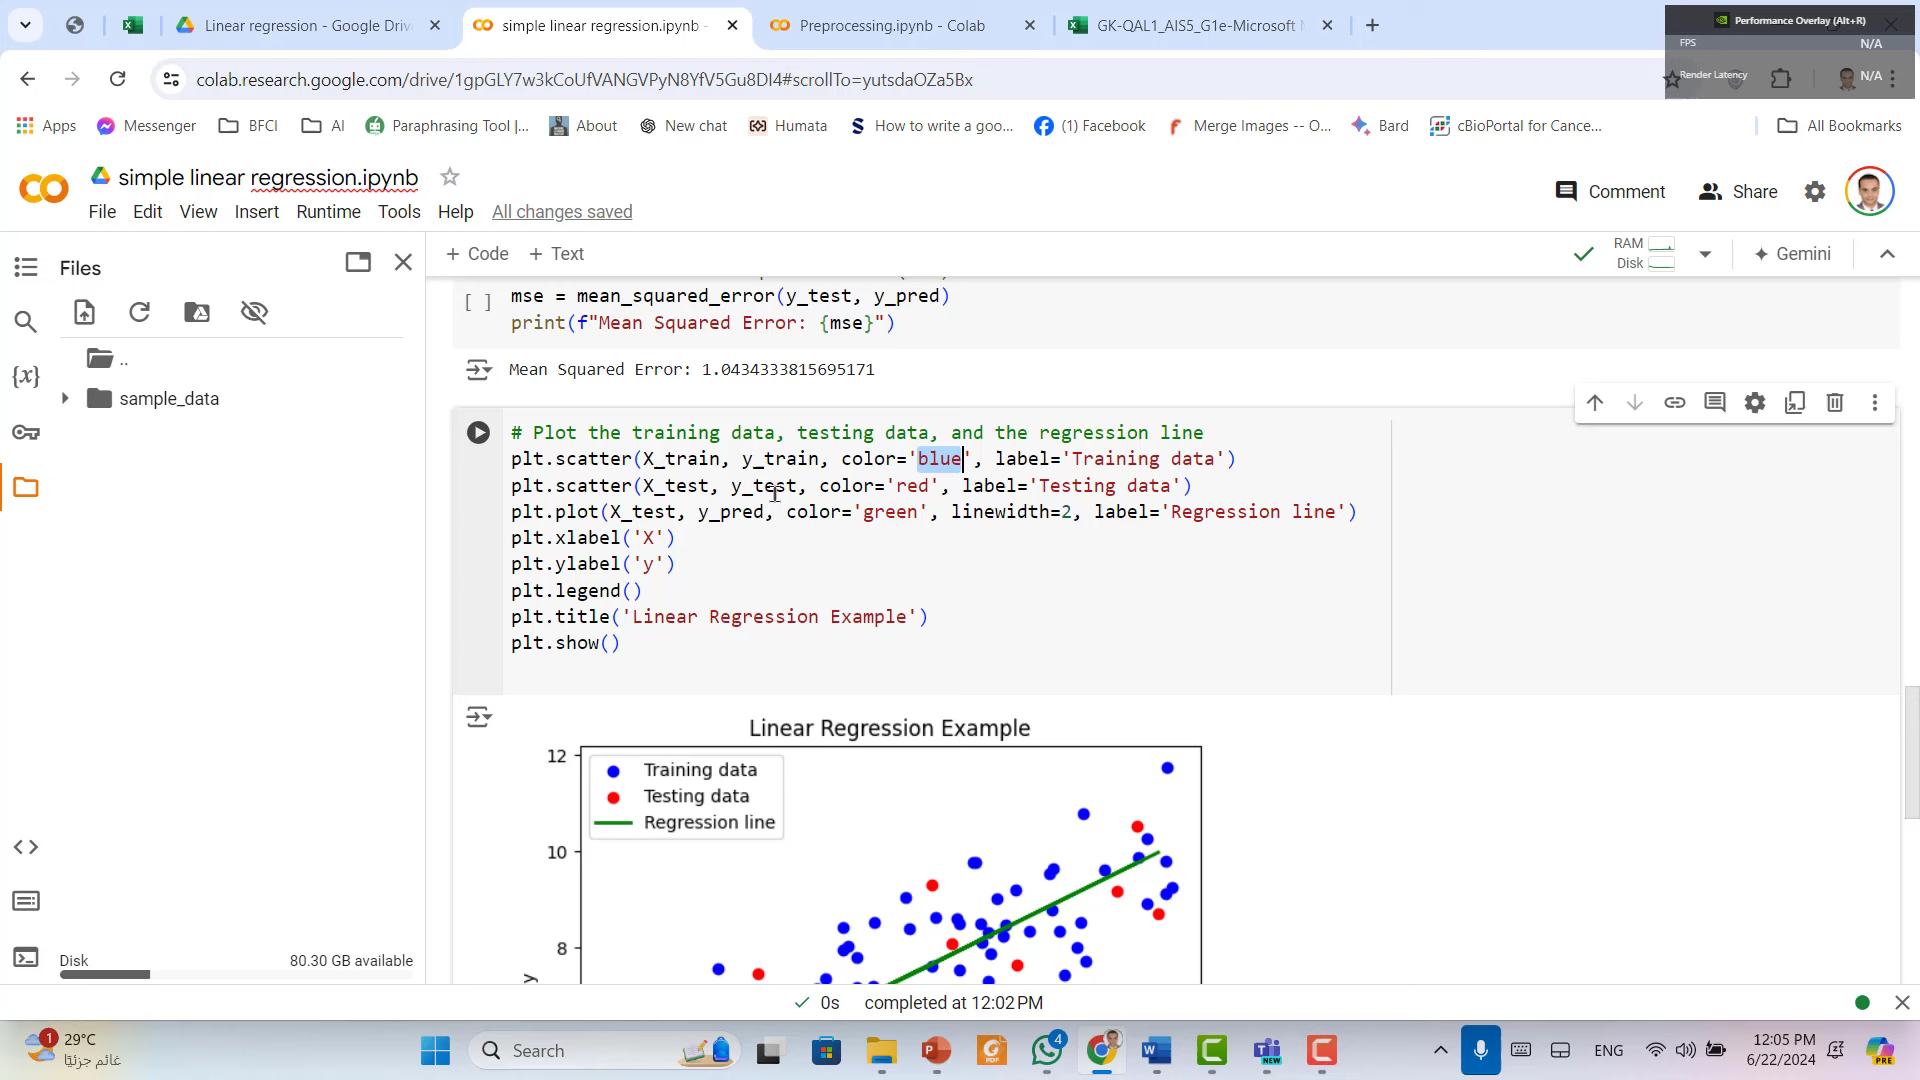 Linear regression - Google Drive
simple linear regression.ipynb -
Preprocessing.ipynb - Colab
GK-QAL1_AIS5_G1e-Microsoft
Performance Overlay (Alt+R)
FPS
N/A
Render Latency
N/A
colab.research.google.com/drive/1gpGLY7w3kCoUfVANGVPyN8YfV5Gu8DI4#scrollTo=yutsdaOZa5Bx
Apps
Messenger
BFCI
AI
Paraphrasing Tool |...
About
New chat
Humata
How to write a goo...
(1) Facebook
Merge Images -- O...
Bard
cBioPortal for Cance...
All Bookmarks
simple linear regression.ipynb
Comment
Share
File Edit View Insert Runtime Tools Help All changes saved
Files
+ Code + Text
RAM
Disk
Gemini
..
sample_data
{x}
Disk
80.30 GB available
[ ]
mse = mean_squared_error(y_test, y_pred)
print(f"Mean Squared Error: {mse}")
Mean Squared Error: 1.0434333815695171
# Plot the training data, testing data, and the regression line
plt.scatter(X_train, y_train, color='blue', label='Training data')
plt.scatter(X_test, y_test, color='red', label='Testing data')
plt.plot(X_test, y_pred, color='green', linewidth=2, label='Regression line')
plt.xlabel('X')
plt.ylabel('y')
plt.legend()
plt.title('Linear Regression Example')
plt.show()
Linear Regression Example
Training data
Testing data
Regression line
12
10
8
y
0s completed at 12:02 PM
1
29°C
غائم جزئيًا
Search
4
NEW
ENG
12:05 PM
6/22/2024
PRE